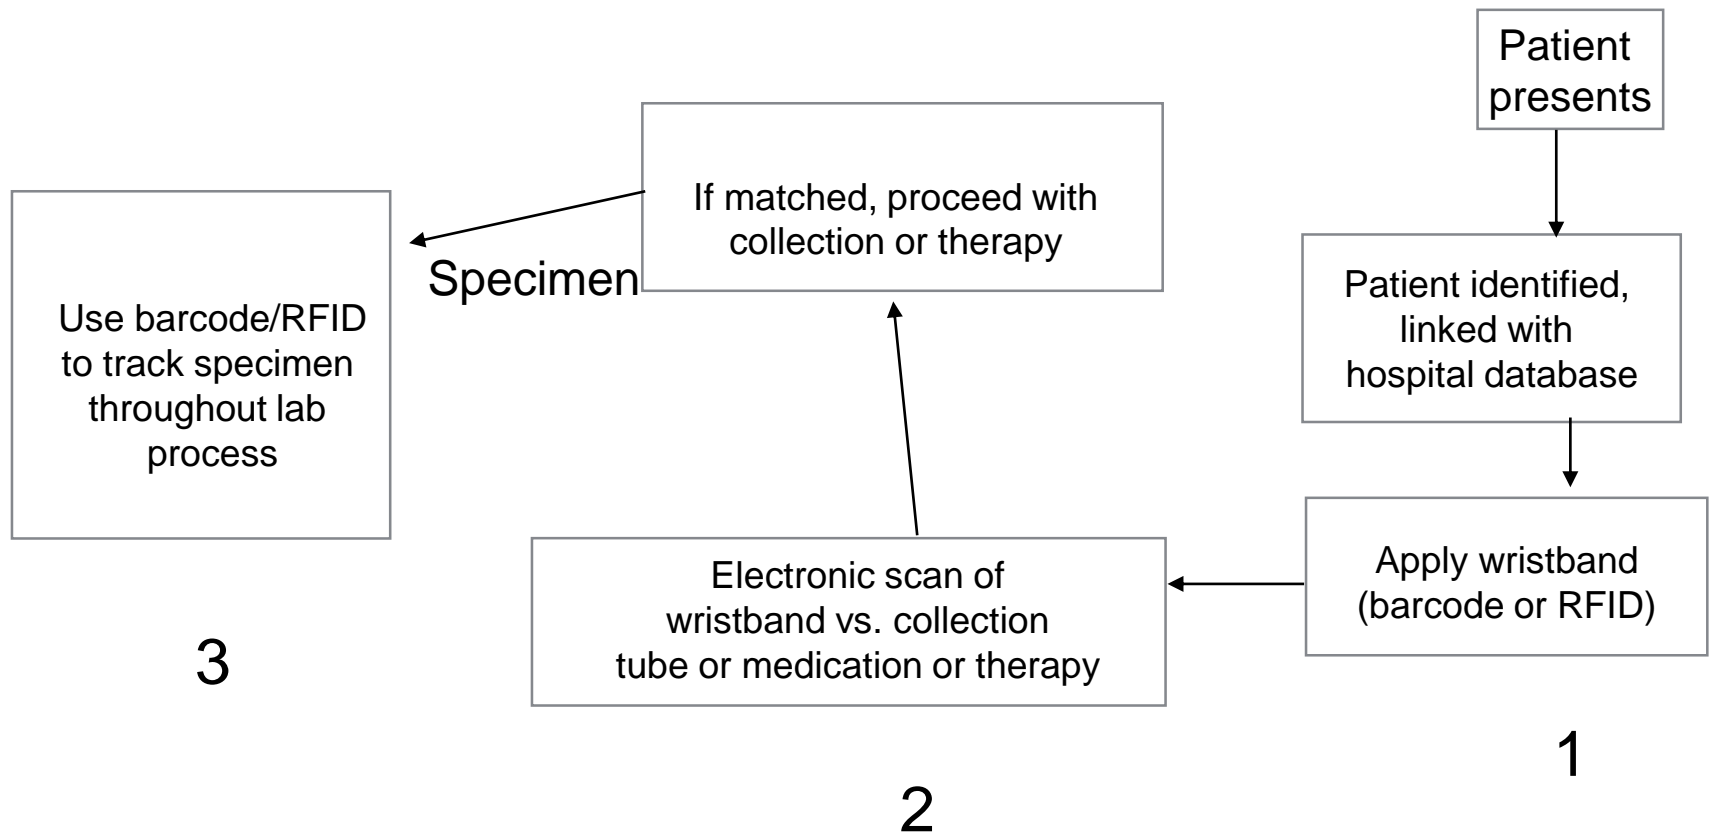 Patient
presents
Patient identified,
linked with
hospital database
Apply wristband
(barcode or RFID)
1
Electronic scan of
wristband vs. collection
tube or medication or therapy
2
If matched, proceed with
collection or therapy
Specimen
Use barcode/RFID
to track specimen
throughout lab
process
3